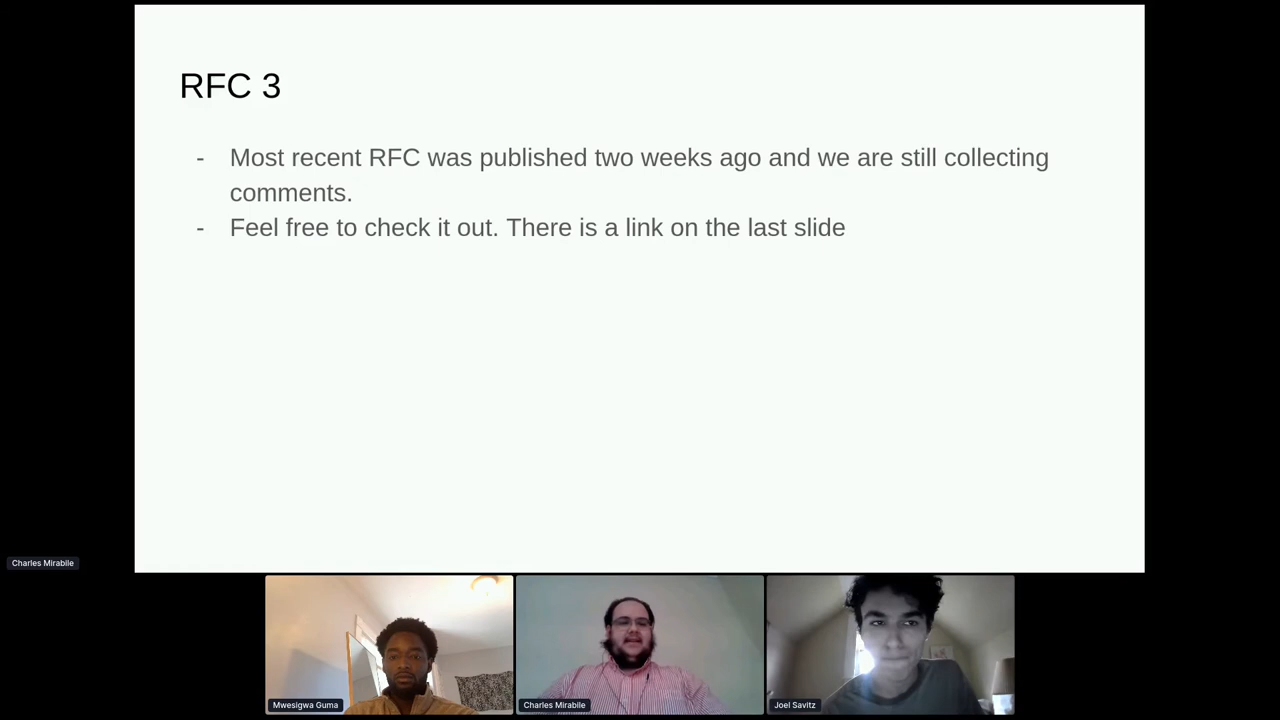 RFC 3
- Most recent RFC was published two weeks ago and we are still collecting
comments.
- Feel free to check it out. There is a link on the last slide
Charles Mirabile
Mwesigwa Guma
Charles Mirabile
Joel Savitz